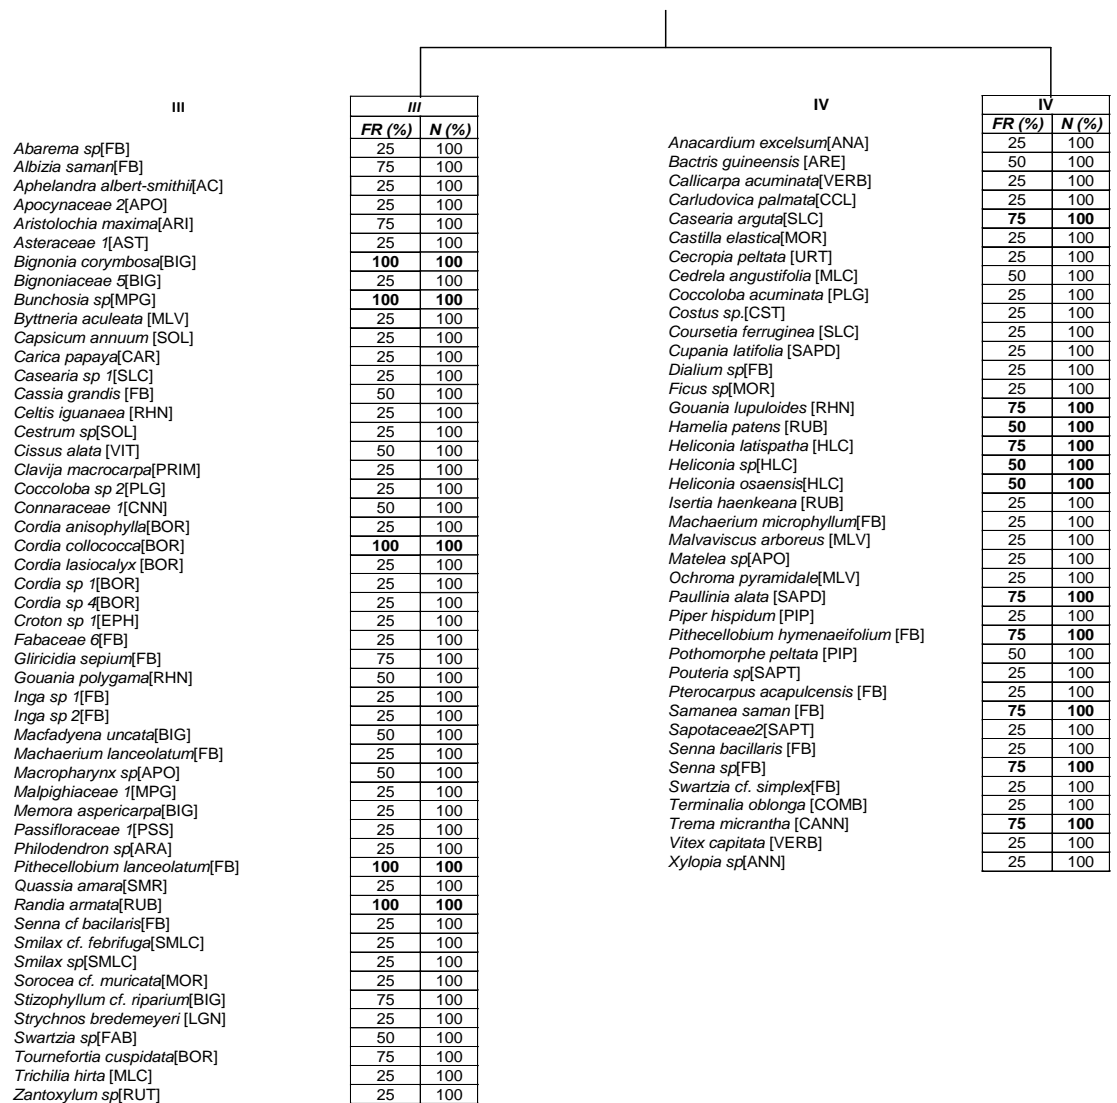 III III
FR (%) N (%)
Abarema sp[FB] 25 100
Albizia saman[FB] 75 100
Aphelandra albert-smithii[AC] 25 100
Apocynaceae 2[APO] 25 100
Aristolochia maxima[ARI] 75 100
Asteraceae 1[AST] 25 100
Bignonia corymbosa[BIG] 100 100
Bignoniaceae 5[BIG] 25 100
Bunchosia sp[MPG] 100 100
Byttneria aculeata [MLV] 25 100
Capsicum annuum [SOL] 25 100
Carica papaya[CAR] 25 100
Casearia sp 1[SLC] 25 100
Cassia grandis [FB] 50 100
Celtis iguanaea [RHN] 25 100
Cestrum sp[SOL] 25 100
Cissus alata [VIT] 50 100
Clavija macrocarpa[PRIM] 25 100
Coccoloba sp 2[PLG] 25 100
Connaraceae 1[CNN] 50 100
Cordia anisophylla[BOR] 25 100
Cordia collococca[BOR] 100 100
Cordia lasiocalyx [BOR] 25 100
Cordia sp 1[BOR] 25 100
Cordia sp 4[BOR] 25 100
Croton sp 1[EPH] 25 100
Fabaceae 6[FB] 25 100
Gliricidia sepium[FB] 75 100
Gouania polygama[RHN] 50 100
Inga sp 1[FB] 25 100
Inga sp 2[FB] 25 100
Macfadyena uncata[BIG] 50 100
Machaerium lanceolatum[FB] 25 100
Macropharynx sp[APO] 50 100
Malpighiaceae 1[MPG] 25 100
Memora aspericarpa[BIG] 25 100
Passifloraceae 1[PSS] 25 100
Philodendron sp[ARA] 25 100
Pithecellobium lanceolatum[FB] 100 100
Quassia amara[SMR] 25 100
Randia armata[RUB] 100 100
Senna cf bacilaris[FB] 25 100
Smilax cf. febrifuga[SMLC] 25 100
Smilax sp[SMLC] 25 100
Sorocea cf. muricata[MOR] 25 100
Stizophyllum cf. riparium[BIG] 75 100
Strychnos bredemeyeri [LGN] 25 100
Swartzia sp[FAB] 50 100
Tournefortia cuspidata[BOR] 75 100
Trichilia hirta [MLC] 25 100
Zantoxylum sp[RUT] 25 100
IV IV
FR (%) N (%)
Anacardium excelsum[ANA] 25 100
Bactris guineensis [ARE] 50 100
Callicarpa acuminata[VERB] 25 100
Carludovica palmata[CCL] 25 100
Casearia arguta[SLC] 75 100
Castilla elastica[MOR] 25 100
Cecropia peltata [URT] 25 100
Cedrela angustifolia [MLC] 50 100
Coccoloba acuminata [PLG] 25 100
Costus sp.[CST] 25 100
Coursetia ferruginea [SLC] 25 100
Cupania latifolia [SAPD] 25 100
Dialium sp[FB] 25 100
Ficus sp[MOR] 25 100
Gouania lupuloides [RHN] 75 100
Hamelia patens [RUB] 50 100
Heliconia latispatha [HLC] 75 100
Heliconia sp[HLC] 50 100
Heliconia osaensis[HLC] 50 100
Isertia haenkeana [RUB] 25 100
Machaerium microphyllum[FB] 25 100
Malvaviscus arboreus [MLV] 25 100
Matelea sp[APO] 25 100
Ochroma pyramidale[MLV] 25 100
Paullinia alata [SAPD] 75 100
Piper hispidum [PIP] 25 100
Pithecellobium hymenaeifolium [FB] 75 100
Pothomorphe peltata [PIP] 50 100
Pouteria sp[SAPT] 25 100
Pterocarpus acapulcensis [FB] 25 100
Samanea saman [FB] 75 100
Sapotaceae2[SAPT] 25 100
Senna bacillaris [FB] 25 100
Senna sp[FB] 75 100
Swartzia cf. simplex[FB] 25 100
Terminalia oblonga [COMB] 25 100
Trema micrantha [CANN] 75 100
Vitex capitata [VERB] 25 100
Xylopia sp[ANN] 25 100